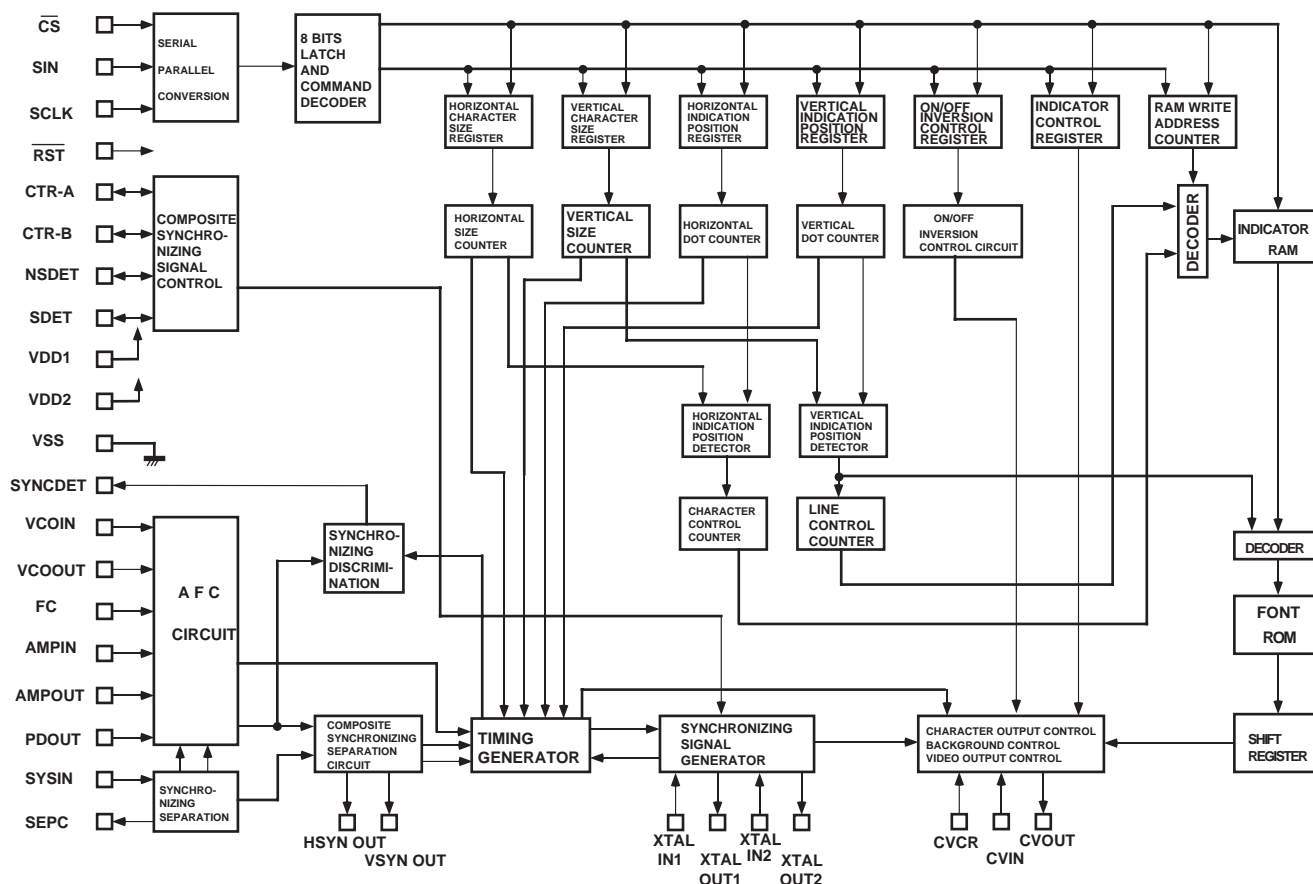 CS
SIN
SCLK
RST
CTR-A
CTR-B
NSDET
SDET
VDD1
VDD2
VSS
SYNCDET
VCOIN
VCOOUT
FC
AMPIN
AMPOUT
PDOUT
SYSIN
SEPC
SERIAL
PARALLEL
CONVERSION
8 BITS
LATCH
AND
COMMAND
DECODER
HORIZONTAL
CHARACTER
SIZE
REGISTER
VERTICAL
CHARACTER
SIZE
REGISTER
HORIZONTAL
INDICATION
POSITION
REGISTER
VERTICAL
INDICATION
POSITION
REGISTER
ON/OFF
INVERSION
CONTROL
REGISTER
INDICATOR
CONTROL
REGISTER
RAM WRITE
ADDRESS
COUNTER
COMPOSITE
SYNCHRO-
NIZING
SIGNAL
CONTROL
HORIZONTAL
SIZE COUNTER
VERTICAL
SIZE
COUNTER
HORIZONTAL
DOT COUNTER
VERTICAL
DOT COUNTER
ON/OFF
INVERSION
CONTROL CIRCUIT
DECODER
INDICATOR
RAM
HORIZONTAL
INDICATION
POSITION
DETECTOR
VERTICAL
INDICATION
POSITION
DETECTOR
CHARACTER
CONTROL
COUNTER
LINE
CONTROL
COUNTER
SYNCHRO-
NIZING
DISCRIMI-
NATION
DECODER
FONT
ROM
A F C
CIRCUIT
COMPOSITE
SYNCHRONIZING
SEPARATION
CIRCUIT
TIMING
GENERATOR
SYNCHRONIZING
SIGNAL
GENERATOR
CHARACTER OUTPUT CONTROL
BACKGROUND CONTROL
VIDEO OUTPUT CONTROL
SHIFT
REGISTER
SYNCHRO-
NIZING
SEPARATION
HSYN OUT
VSYN OUT
XTAL
IN1
XTAL
OUT1
XTAL
IN2
XTAL
OUT2
CVCR
CVIN
CVOUT